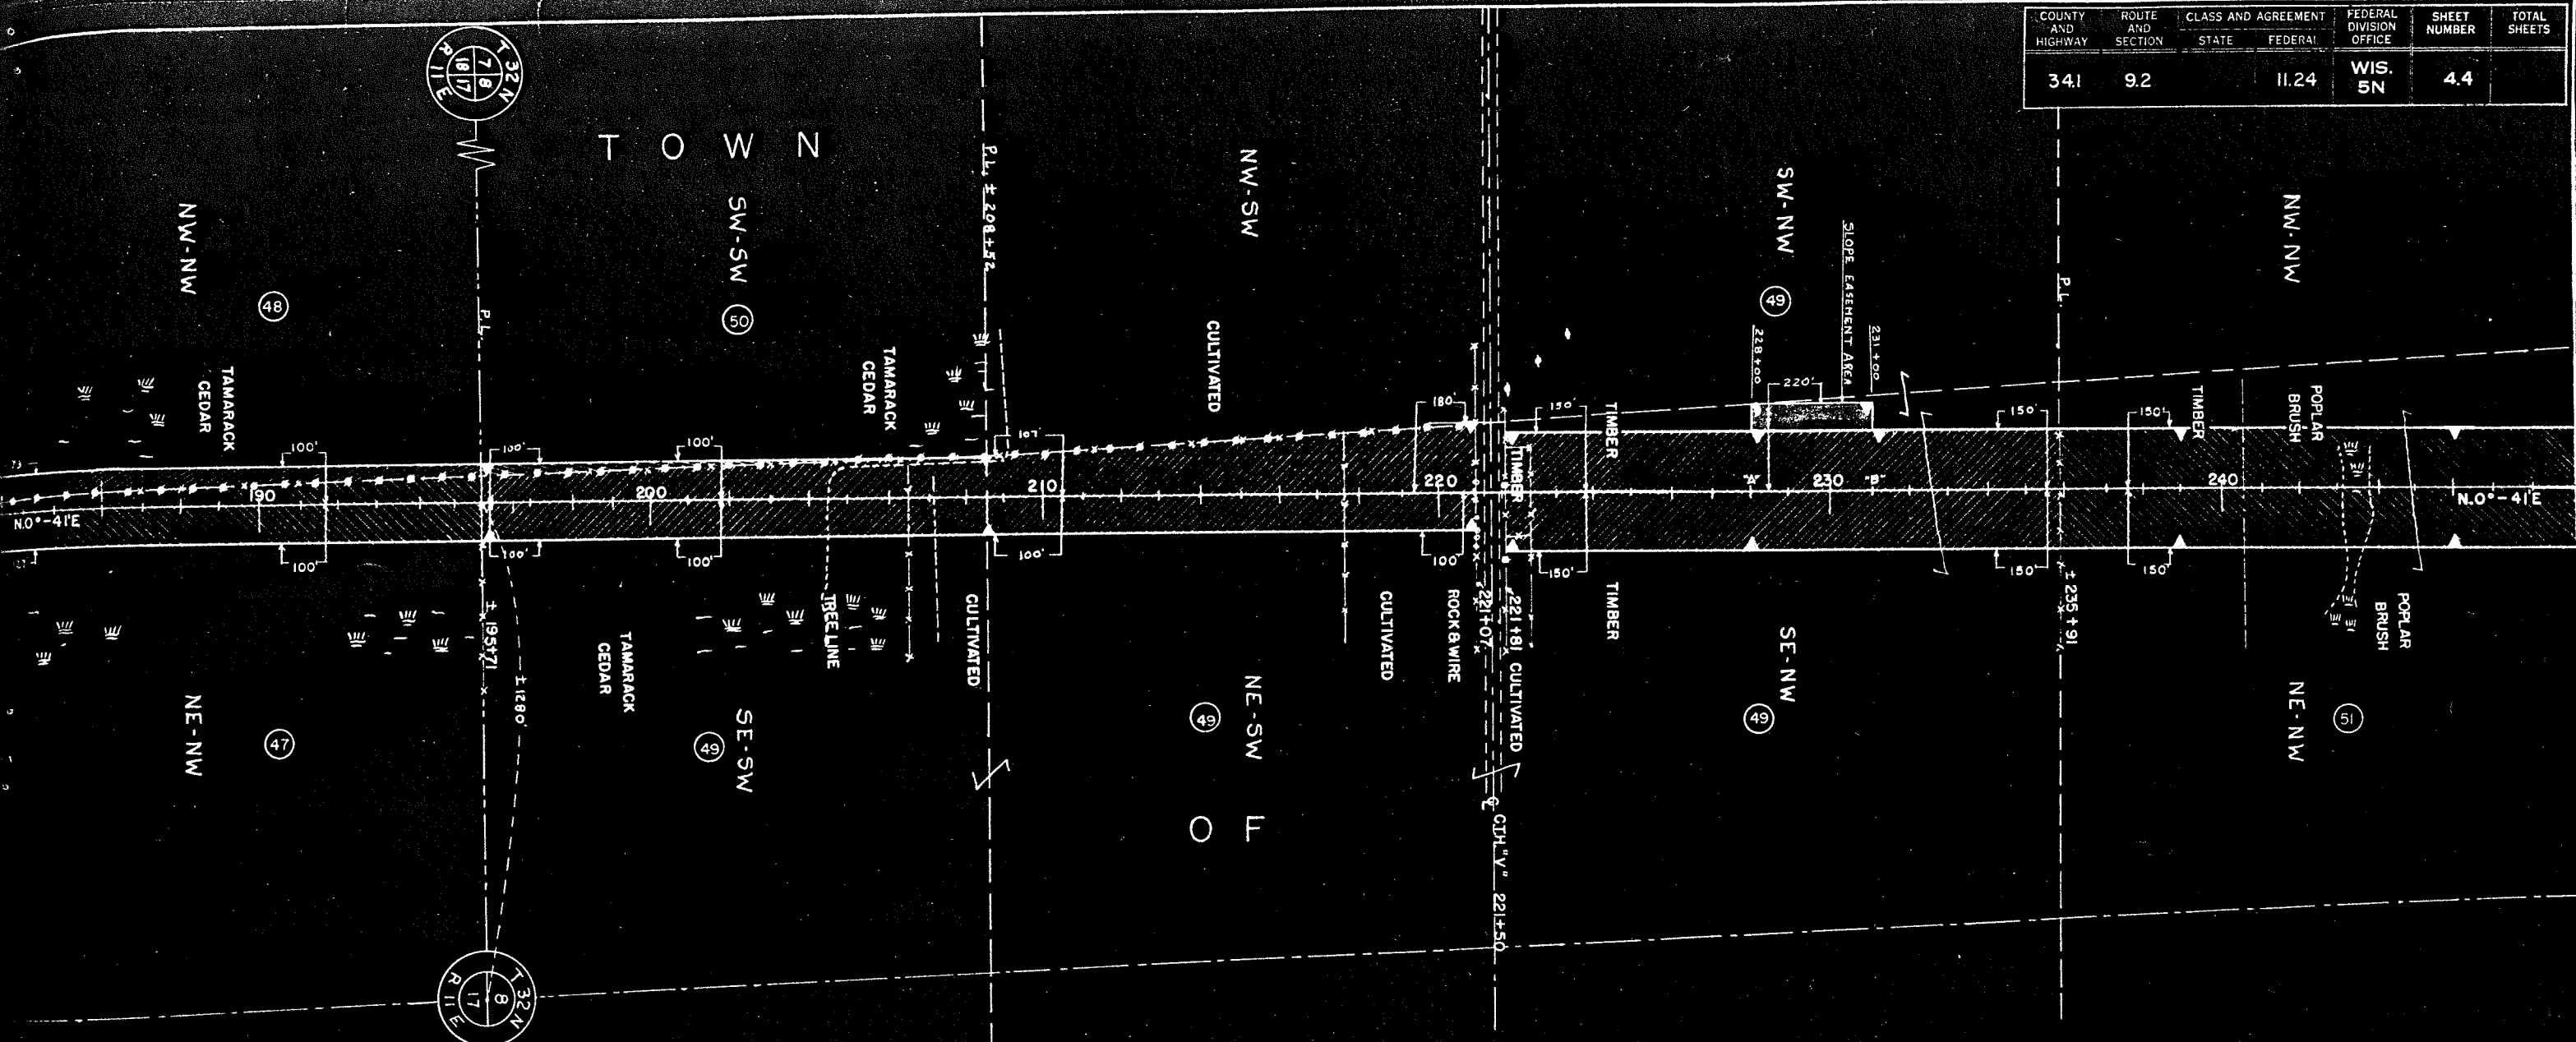 COUNTY AND HIGHWAY
ROUTE AND SECTION
CLASS AND AGREEMENT
STATE
FEDERAL
FEDERAL DIVISION OFFICE
SHEET NUMBER
TOTAL SHEETS
34.1
9.2
11.24
WIS. 5N
4.4
T 32 N
7 8
18 17
R 11 E
TOWN
NW-NW
48
TAMARACK
CEDAR
P.L.
SW-SW
50
TAMARACK
CEDAR
P.L. ± 208+52
NW-SW
CULTIVATED
SW-NW
49
SLOPE EASEMENT AREA
228+00
231+00
220'
P.L.
NW-NW
TIMBER
TIMBER
POPLAR
BRUSH
73
100'
100'
100'
107'
180'
150'
150'
150'
190
200
210
220
TIMBER
"A"
230
"B"
240
N.0°-41'E
N.0°-41'E
127
100'
100'
100'
100'
100'
150'
150'
150'
± 195+71
± 1280'
TAMARACK
CEDAR
TREE LINE
CULTIVATED
CULTIVATED
ROCK & WIRE
221+07
221+81
CULTIVATED
TIMBER
± 235+91
POPLAR
BRUSH
NE-NW
47
SE-SW
49
NE-SW
49
SE-NW
49
NE-NW
51
OF
C.T.H. "V" 221+50
T 32 N
8
17
R 11 E